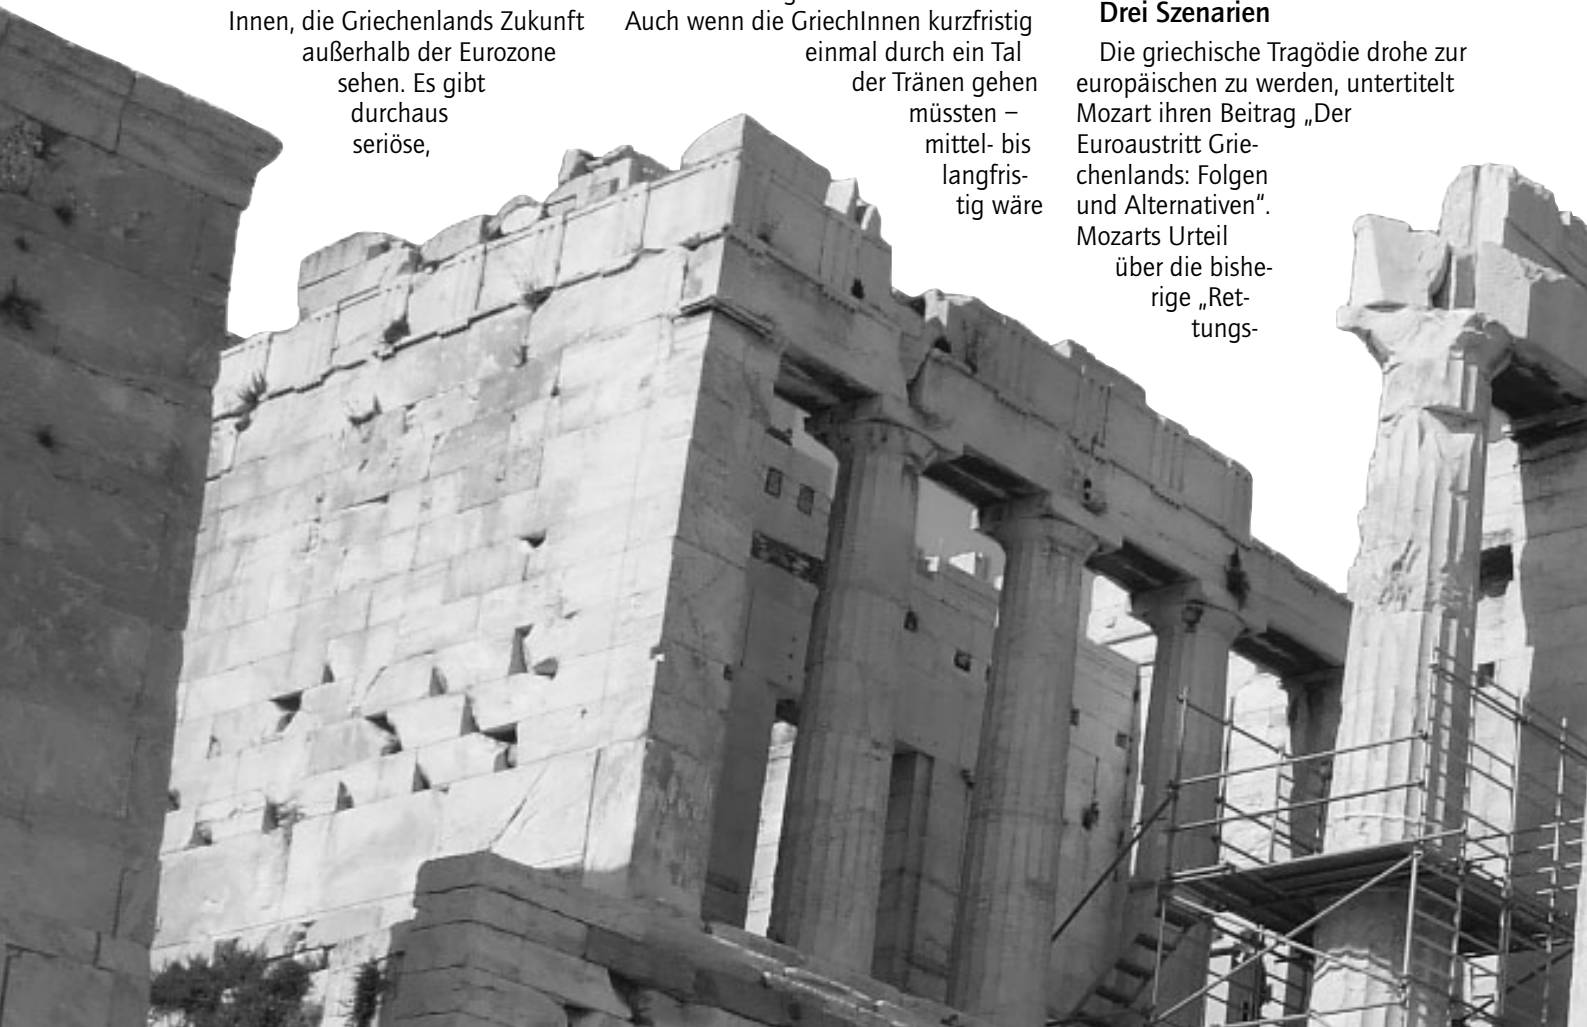 Innen, die Griechenlands Zukunft
außerhalb der Eurozone
sehen. Es gibt
durchaus
seriöse,
Auch wenn die GriechInnen kurzfristig
einmal durch ein Tal
der Tränen gehen
müssten –
mittel- bis
langfris-
tig wäre
Drei Szenarien
Die griechische Tragödie drohe zur
europäischen zu werden, untertitelt
Mozart ihren Beitrag „Der
Euroaustritt Grie-
chenlands: Folgen
und Alternativen“.
Mozarts Urteil
über die bishe-
rige „Ret-
tungs-